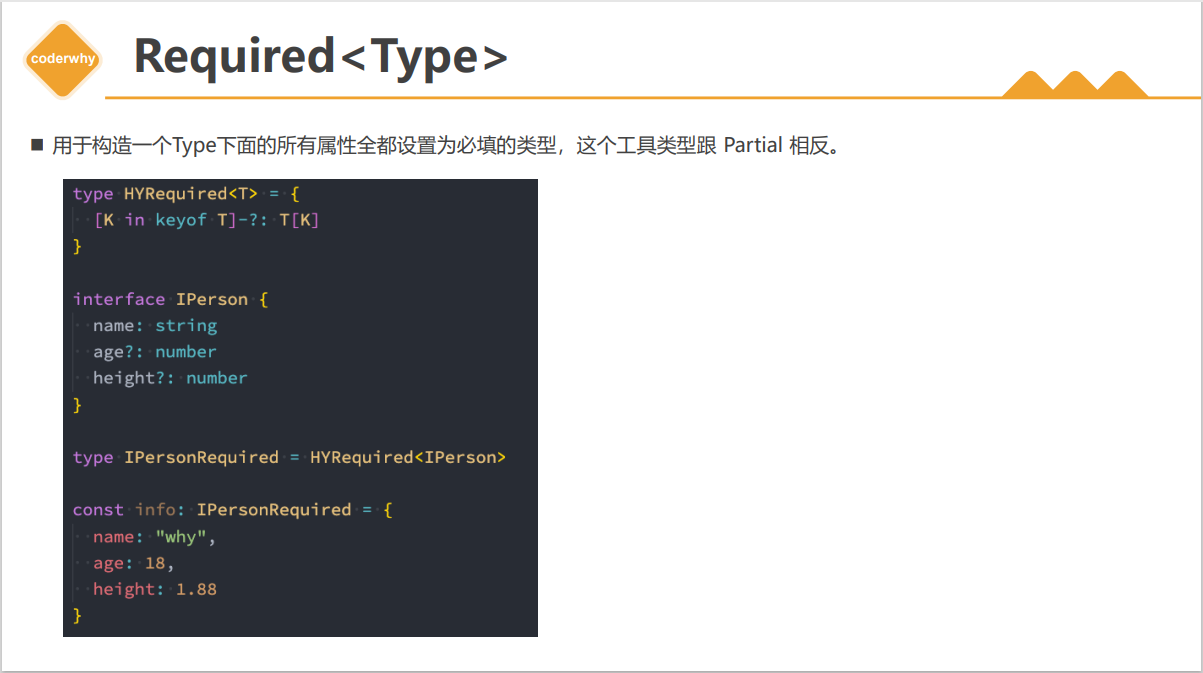 coderwhy
Required<Type>
■ 用于构造一个Type下面的所有属性全都设置为必填的类型，这个工具类型跟 Partial 相反。
type HYRequired<T> = {
  [K in keyof T]-?: T[K]
}
interface IPerson {
  name: string
  age?: number
  height?: number
}
type IPersonRequired = HYRequired<IPerson>
const info: IPersonRequired = {
  name: "why",
  age: 18,
  height: 1.88
}